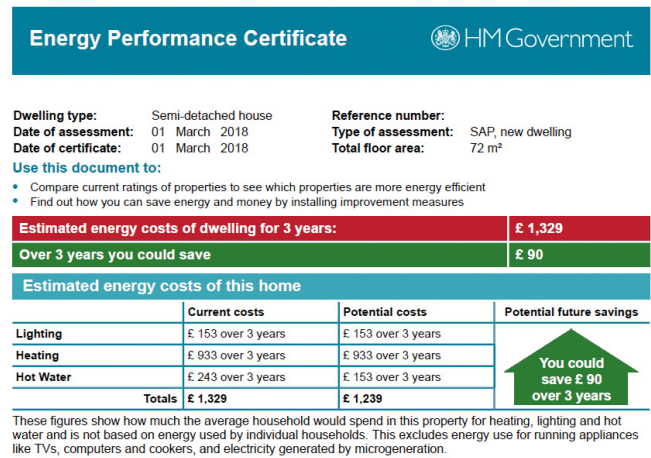 Energy Performance Certificate HM Government
Dwelling type: Semi-detached house Reference number:
Date of assessment: 01 March 2018 Type of assessment: SAP, new dwelling
Date of certificate: 01 March 2018 Total floor area: 72 m²
Use this document to:
• Compare current ratings of properties to see which properties are more energy efficient
• Find out how you can save energy and money by installing improvement measures
Estimated energy costs of dwelling for 3 years: £ 1,329
Over 3 years you could save £ 90
Estimated energy costs of this home
Current costs Potential costs Potential future savings
Lighting £ 153 over 3 years £ 153 over 3 years
Heating £ 933 over 3 years £ 933 over 3 years
Hot Water £ 243 over 3 years £ 153 over 3 years
Totals £ 1,329 £ 1,239
You could
save £ 90
over 3 years
These figures show how much the average household would spend in this property for heating, lighting and hot
water and is not based on energy used by individual households. This excludes energy use for running appliances
like TVs, computers and cookers, and electricity generated by microgeneration.